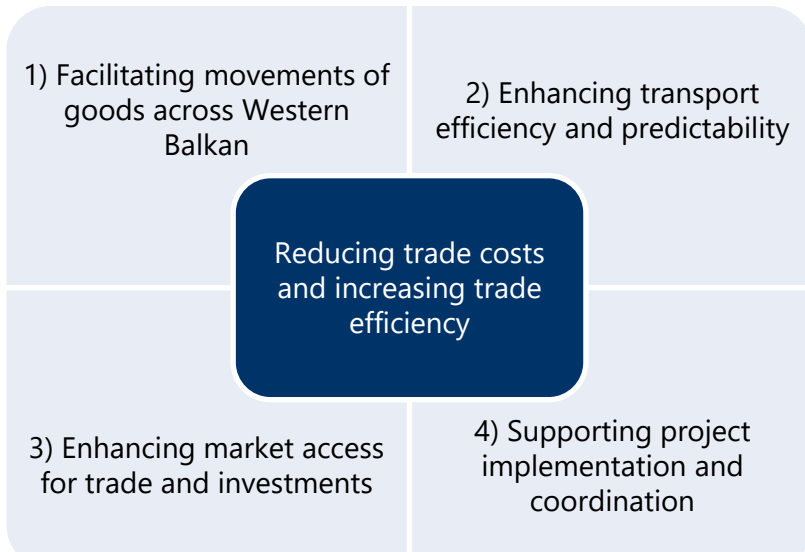 1) Facilitating movements of
goods across Western
Balkan
2) Enhancing transport
efficiency and predictability
Reducing trade costs
and increasing trade
efficiency
3) Enhancing market access
for trade and investments
4) Supporting project
implementation and
coordination